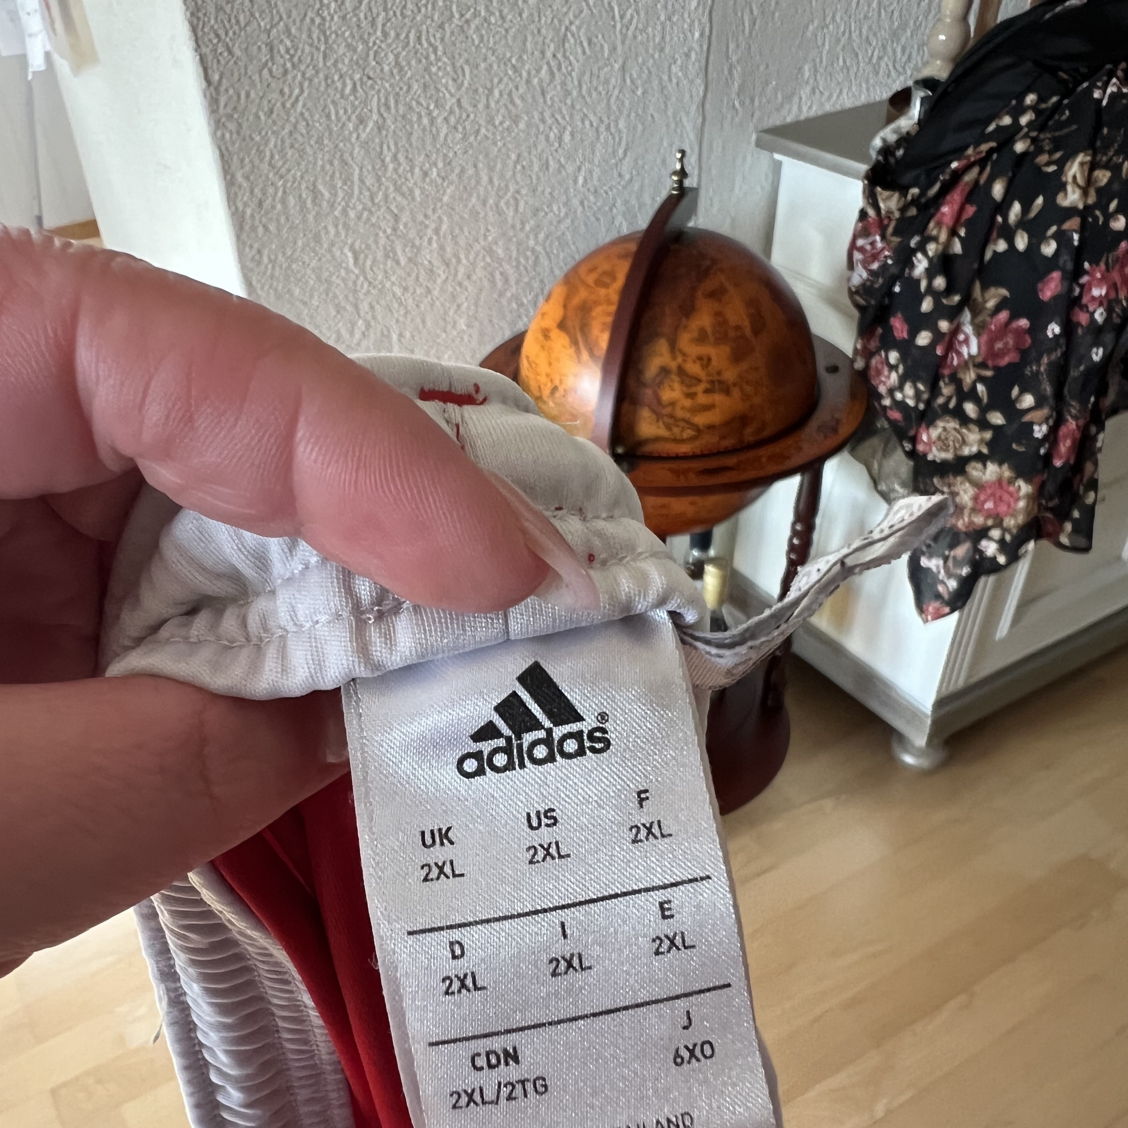 adidas®
UK US F
2XL 2XL 2XL
D I E
2XL 2XL 2XL
CDN J
2XL/2TG 6XO